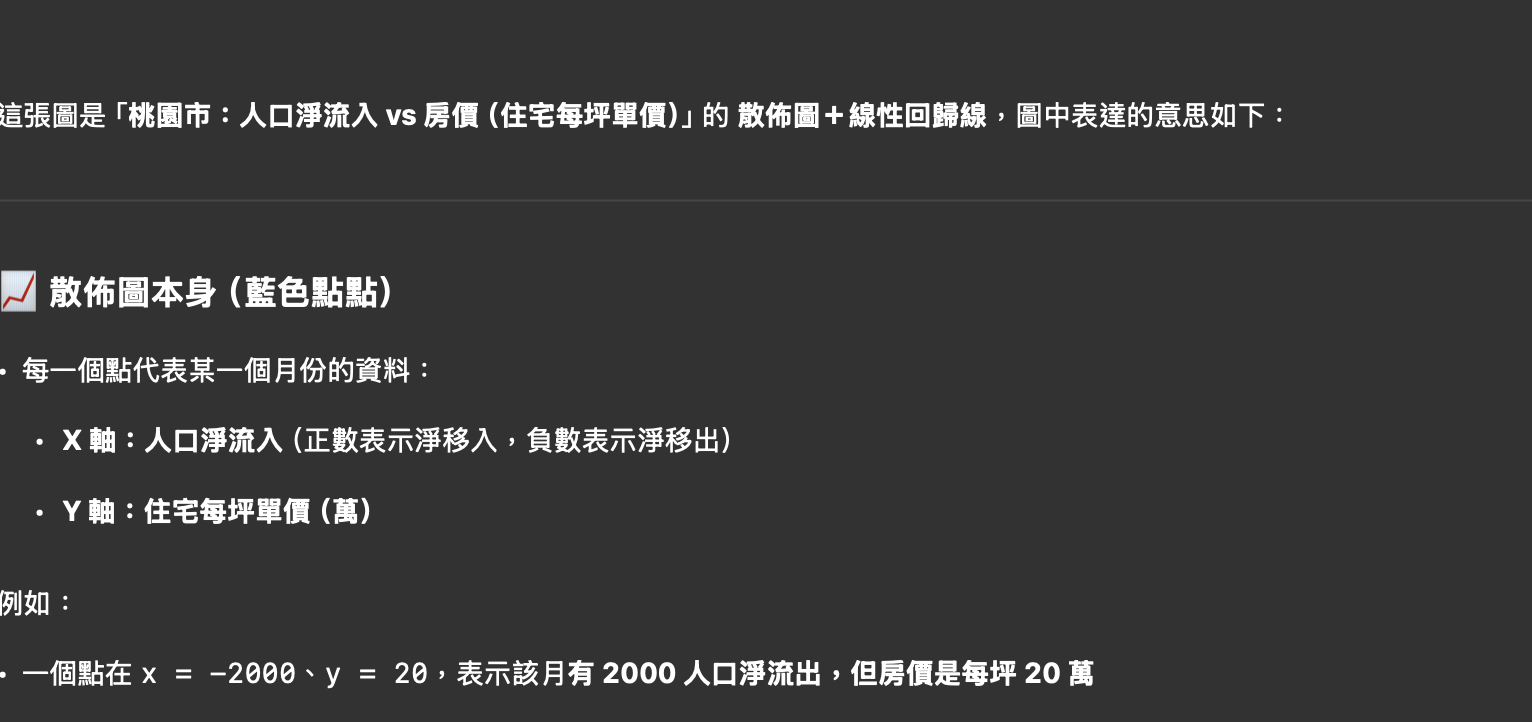 這張圖是「桃園市：人口淨流入 vs 房價（住宅每坪單價）」的 散佈圖＋線性回歸線，圖中表達的意思如下：
📈 散佈圖本身（藍色點點）
• 每一個點代表某一個月份的資料：
• X 軸：人口淨流入（正數表示淨移入，負數表示淨移出）
• Y 軸：住宅每坪單價（萬）
例如：
• 一個點在 x = -2000、y = 20，表示該月有 2000 人口淨流出，但房價是每坪 20 萬